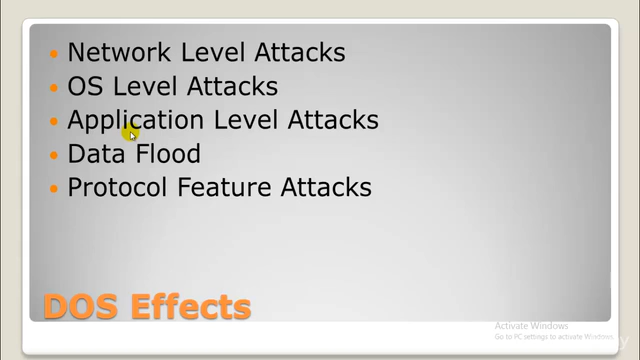 Network Level Attacks
OS Level Attacks
Application Level Attacks
Data Flood
Protocol Feature Attacks
DOS Effects
Activate Windows
Go to PC settings to activate Windows.